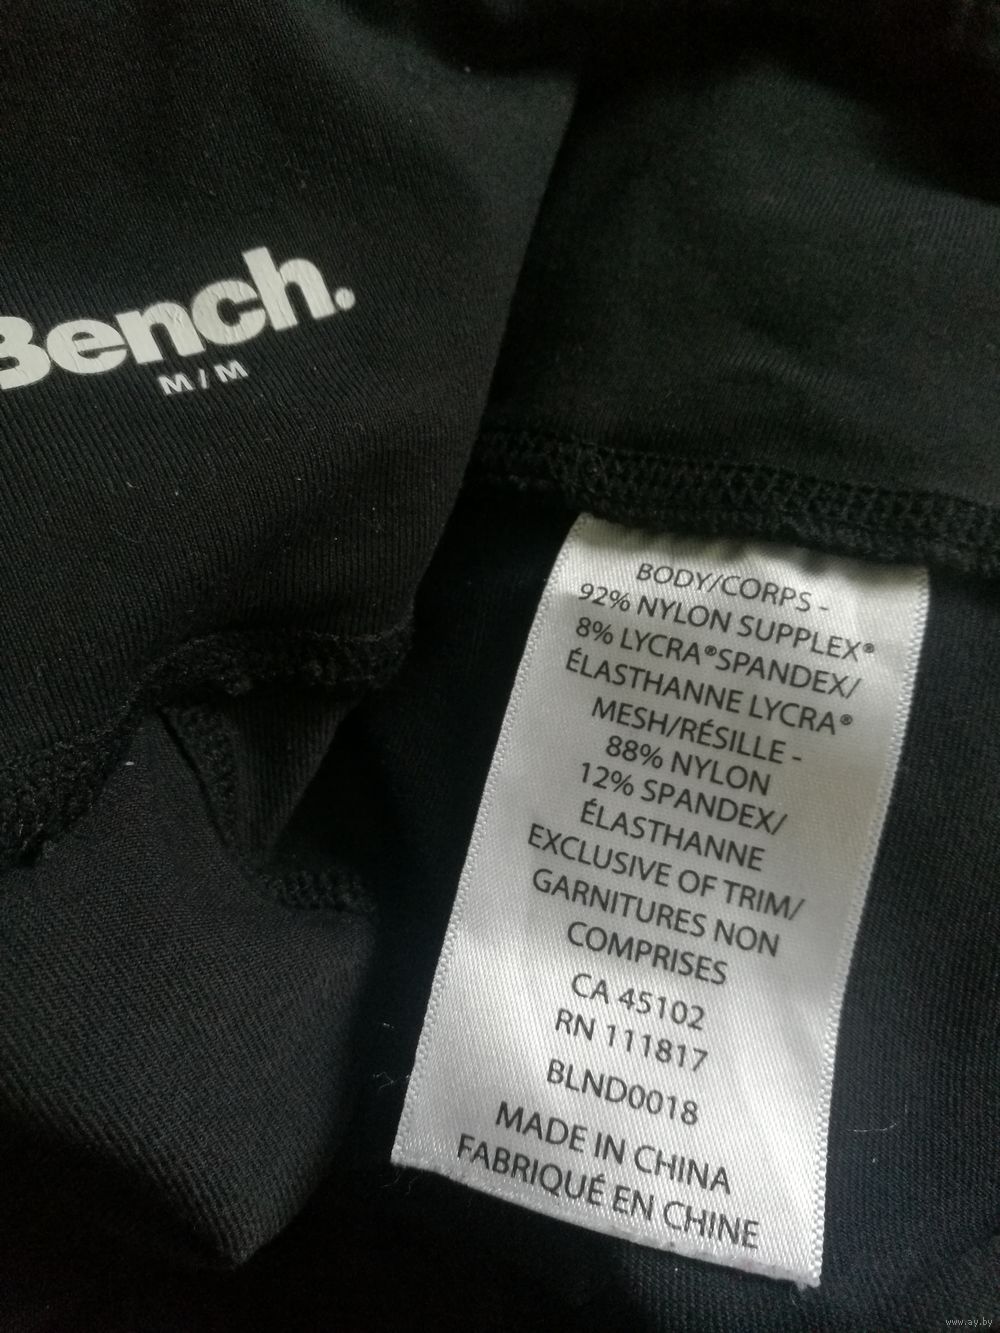 Bench.
M/M
BODY/CORPS -
92% NYLON SUPPLEX®
8% LYCRA®SPANDEX/
ÉLASTHANNE LYCRA®
MESH/RÉSILLE -
88% NYLON
12% SPANDEX/
ÉLASTHANNE
EXCLUSIVE OF TRIM/
GARNITURES NON
COMPRISES
CA 45102
RN 111817
BLND0018
MADE IN CHINA
FABRIQUÉ EN CHINE
www.ay.by